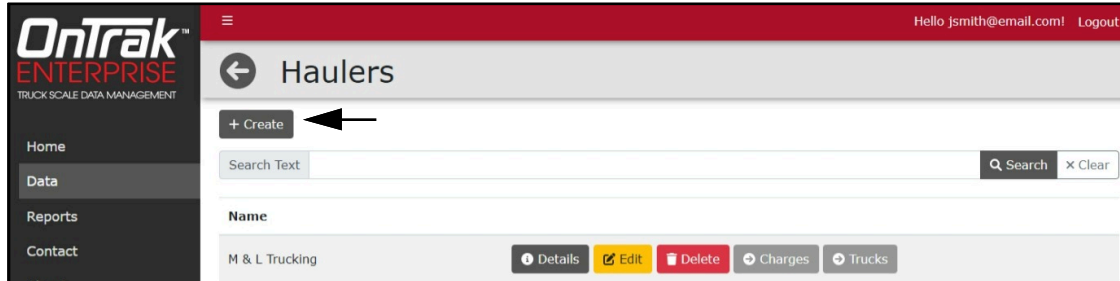 OnTrak™
ENTERPRISE
TRUCK SCALE DATA MANAGEMENT
Hello jsmith@email.com! Logout
Haulers
+ Create
Home
Search Text Search × Clear
Data
Reports
Name
Contact
M & L Trucking Details Edit Delete Charges Trucks